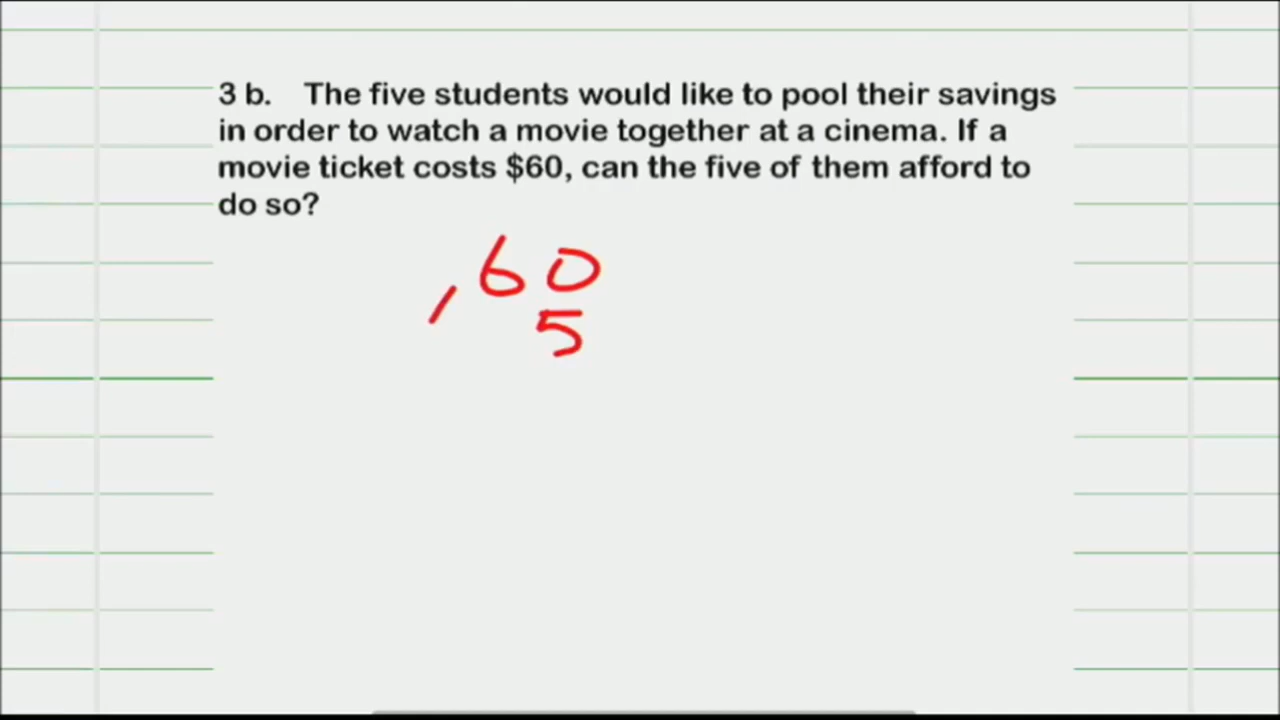 3 b. The five students would like to pool their savings
in order to watch a movie together at a cinema. If a
movie ticket costs $60, can the five of them afford to
do so?
60
5